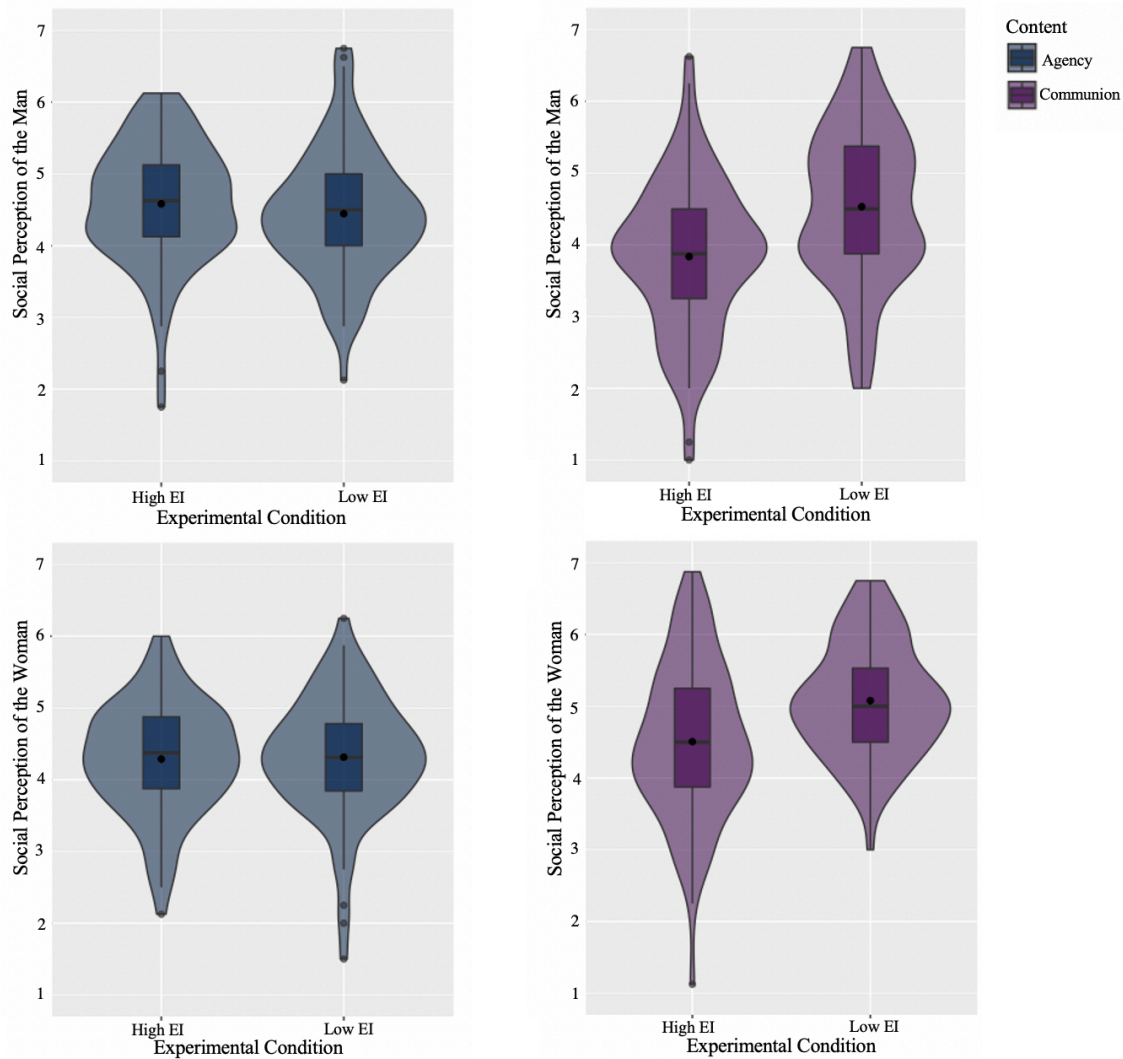 7
6
5
4
3
2
1
Social Perception of the Man
High EI
Low EI
Experimental Condition
7
6
5
4
3
2
1
Social Perception of the Man
High EI
Low EI
Experimental Condition
Content
Agency
Communion
7
6
5
4
3
2
1
Social Perception of the Woman
High EI
Low EI
Experimental Condition
7
6
5
4
3
2
1
Social Perception of the Woman
High EI
Low EI
Experimental Condition